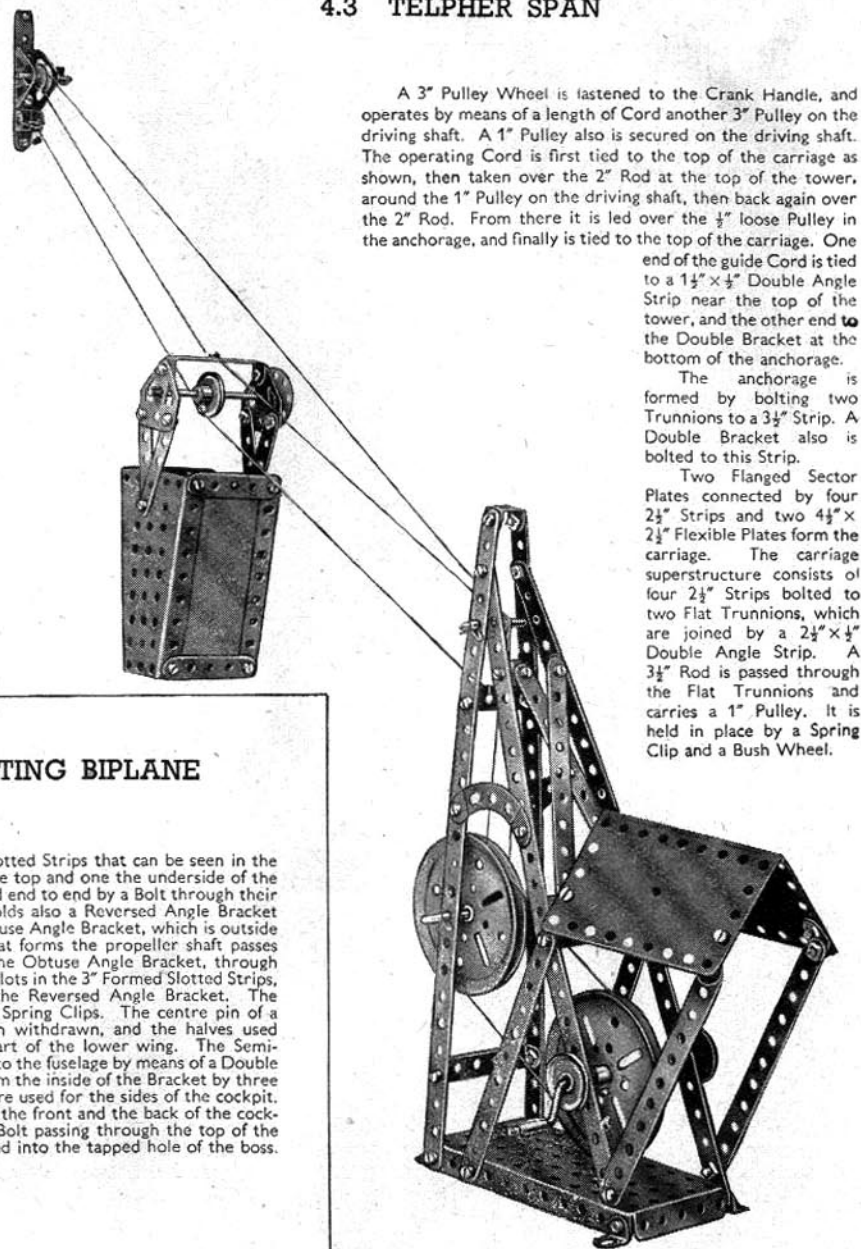 4.3 TELPHER SPAN
A 3″ Pulley Wheel is fastened to the Crank Handle, and
operates by means of a length of Cord another 3″ Pulley on the
driving shaft. A 1″ Pulley also is secured on the driving shaft.
The operating Cord is first tied to the top of the carriage as
shown, then taken over the 2″ Rod at the top of the tower,
around the 1″ Pulley on the driving shaft, then back again over
the 2″ Rod. From there it is led over the ½″ loose Pulley in
the anchorage, and finally is tied to the top of the carriage. One
end of the guide Cord is tied
to a 1½″ × ½″ Double Angle
Strip near the top of the
tower, and the other end to
the Double Bracket at the
bottom of the anchorage.
The anchorage is
formed by bolting two
Trunnions to a 3½″ Strip. A
Double Bracket also is
bolted to this Strip.
Two Flanged Sector
Plates connected by four
2½″ Strips and two 4½″ ×
2½″ Flexible Plates form the
carriage. The carriage
superstructure consists of
four 2½″ Strips bolted to
two Flat Trunnions, which
are joined by a 2½″ × ½″
Double Angle Strip. A
3½″ Rod is passed through
the Flat Trunnions and
carries a 1″ Pulley. It is
held in place by a Spring
Clip and a Bush Wheel.
TING BIPLANE
otted Strips that can be seen in the
e top and one the underside of the
d end to end by a Bolt through their
olds also a Reversed Angle Bracket
use Angle Bracket, which is outside
at forms the propeller shaft passes
ne Obtuse Angle Bracket, through
lots in the 3″ Formed Slotted Strips,
he Reversed Angle Bracket. The
Spring Clips. The centre pin of a
n withdrawn, and the halves used
art of the lower wing. The Semi-
to the fuselage by means of a Double
m the inside of the Bracket by three
re used for the sides of the cockpit.
the front and the back of the cock-
Bolt passing through the top of the
d into the tapped hole of the boss.